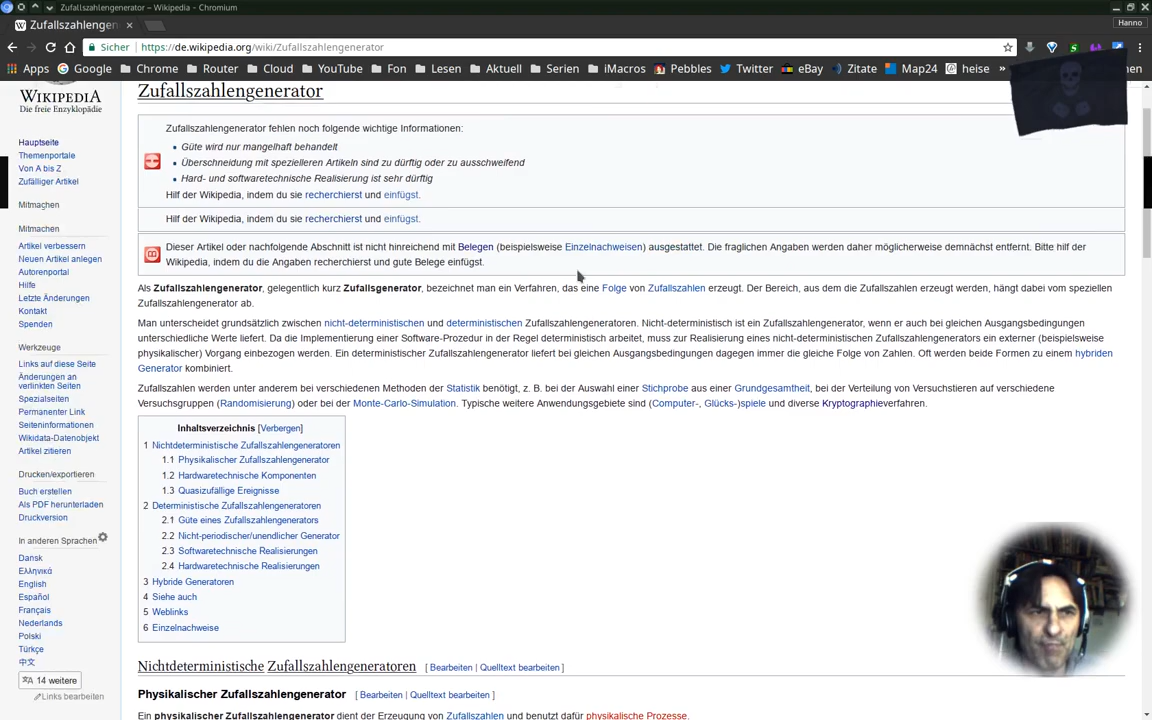 Zufallszahlengenerator – Wikipedia - Chromium
Zufallszahlengen
Hanno
Sicher
https://de.wikipedia.org/wiki/Zufallszahlengenerator
Apps Google Chrome Router Cloud YouTube Fon Lesen Aktuell Serien iMacros Pebbles Twitter eBay Zitate Map24 heise »
WIKIPEDIA
Die freie Enzyklopädie
Hauptseite
Themenportale
Von A bis Z
Zufälliger Artikel
Mitmachen
Mitmachen
Artikel verbessern
Neuen Artikel anlegen
Autorenportal
Hilfe
Letzte Änderungen
Kontakt
Spenden
Werkzeuge
Links auf diese Seite
Änderungen an
verlinkten Seiten
Spezialseiten
Permanenter Link
Seiteninformationen
Wikidata-Datenobjekt
Artikel zitieren
Drucken/exportieren
Buch erstellen
Als PDF herunterladen
Druckversion
In anderen Sprachen
Dansk
Ελληνικά
English
Español
Français
Nederlands
Polski
Türkçe
中文
14 weitere
Links bearbeiten
Zufallszahlengenerator
Zufallszahlengenerator fehlen noch folgende wichtige Informationen:
Güte wird nur mangelhaft behandelt
Überschneidung mit spezielleren Artikeln sind zu dürftig oder zu ausschweifend
Hard- und softwaretechnische Realisierung ist sehr dürftig
Hilf der Wikipedia, indem du sie recherchierst und einfügst.
Hilf der Wikipedia, indem du sie recherchierst und einfügst.
Dieser Artikel oder nachfolgende Abschnitt ist nicht hinreichend mit Belegen (beispielsweise Einzelnachweisen) ausgestattet. Die fraglichen Angaben werden daher möglicherweise demnächst entfernt. Bitte hilf der
Wikipedia, indem du die Angaben recherchierst und gute Belege einfügst.
Als Zufallszahlengenerator, gelegentlich kurz Zufallsgenerator, bezeichnet man ein Verfahren, das eine Folge von Zufallszahlen erzeugt. Der Bereich, aus dem die Zufallszahlen erzeugt werden, hängt dabei vom speziellen
Zufallszahlengenerator ab.
Man unterscheidet grundsätzlich zwischen nicht-deterministischen und deterministischen Zufallszahlengeneratoren. Nicht-deterministisch ist ein Zufallszahlengenerator, wenn er auch bei gleichen Ausgangsbedingungen
unterschiedliche Werte liefert. Da die Implementierung einer Software-Prozedur in der Regel deterministisch arbeitet, muss zur Realisierung eines nicht-deterministischen Zufallszahlengenerators ein externer (beispielsweise
physikalischer) Vorgang einbezogen werden. Ein deterministischer Zufallszahlengenerator liefert bei gleichen Ausgangsbedingungen dagegen immer die gleiche Folge von Zahlen. Oft werden beide Formen zu einem hybriden
Generator kombiniert.
Zufallszahlen werden unter anderem bei verschiedenen Methoden der Statistik benötigt, z. B. bei der Auswahl einer Stichprobe aus einer Grundgesamtheit, bei der Verteilung von Versuchstieren auf verschiedene
Versuchsgruppen (Randomisierung) oder bei der Monte-Carlo-Simulation. Typische weitere Anwendungsgebiete sind (Computer-, Glücks-)spiele und diverse Kryptographieverfahren.
Inhaltsverzeichnis [Verbergen]
1 Nichtdeterministische Zufallszahlengeneratoren
1.1 Physikalischer Zufallszahlengenerator
1.2 Hardwaretechnische Komponenten
1.3 Quasizufällige Ereignisse
2 Deterministische Zufallszahlengeneratoren
2.1 Güte eines Zufallszahlengenerators
2.2 Nicht-periodischer/unendlicher Generator
2.3 Softwaretechnische Realisierungen
2.4 Hardwaretechnische Realisierungen
3 Hybride Generatoren
4 Siehe auch
5 Weblinks
6 Einzelnachweise
Nichtdeterministische Zufallszahlengeneratoren [ Bearbeiten | Quelltext bearbeiten ]
Physikalischer Zufallszahlengenerator [ Bearbeiten | Quelltext bearbeiten ]
Ein physikalischer Zufallszahlengenerator dient der Erzeugung von Zufallszahlen und benutzt dafür physikalische Prozesse.